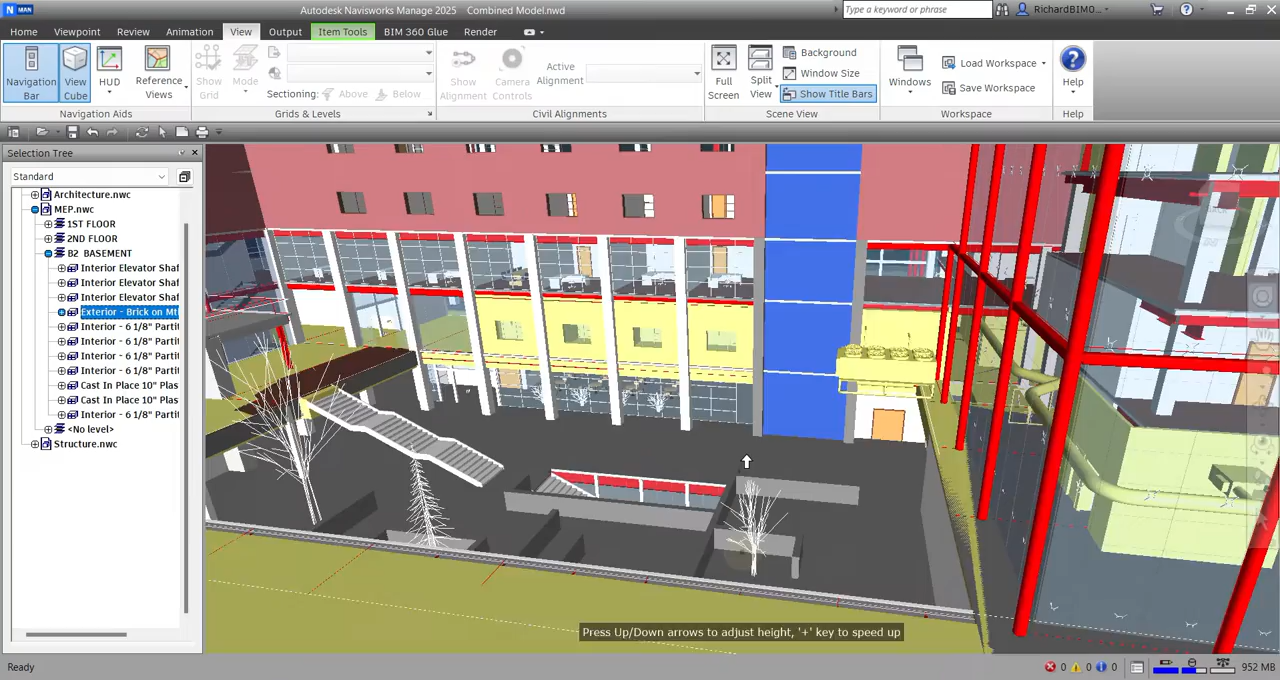 N MAN
Autodesk Navisworks Manage 2025 Combined Model.nwd
Type a keyword or phrase
RichardBIMO...
Home Viewpoint Review Animation View Output Item Tools BIM 360 Glue Render
Navigation Bar
View Cube
HUD
Reference Views
Navigation Aids
Show Grid
Mode
Sectioning: Above Below
Grids & Levels
Show Alignment
Camera Controls
Active Alignment
Civil Alignments
Full Screen
Split View
Background
Window Size
Show Title Bars
Scene View
Windows
Load Workspace
Save Workspace
Workspace
Help
Help
Selection Tree
Standard
Architecture.nwc
MEP.nwc
1ST FLOOR
2ND FLOOR
B2 BASEMENT
Interior Elevator Shaf
Interior Elevator Shaf
Interior Elevator Shaf
Exterior - Brick on Mt
Interior - 6 1/8" Partit
Interior - 6 1/8" Partit
Interior - 6 1/8" Partit
Interior - 6 1/8" Partit
Cast In Place 10" Plas
Cast In Place 10" Plas
Interior - 6 1/8" Partit
<No level>
Structure.nwc
Press Up/Down arrows to adjust height, '+' key to speed up
Ready
0 0 0
952 MB